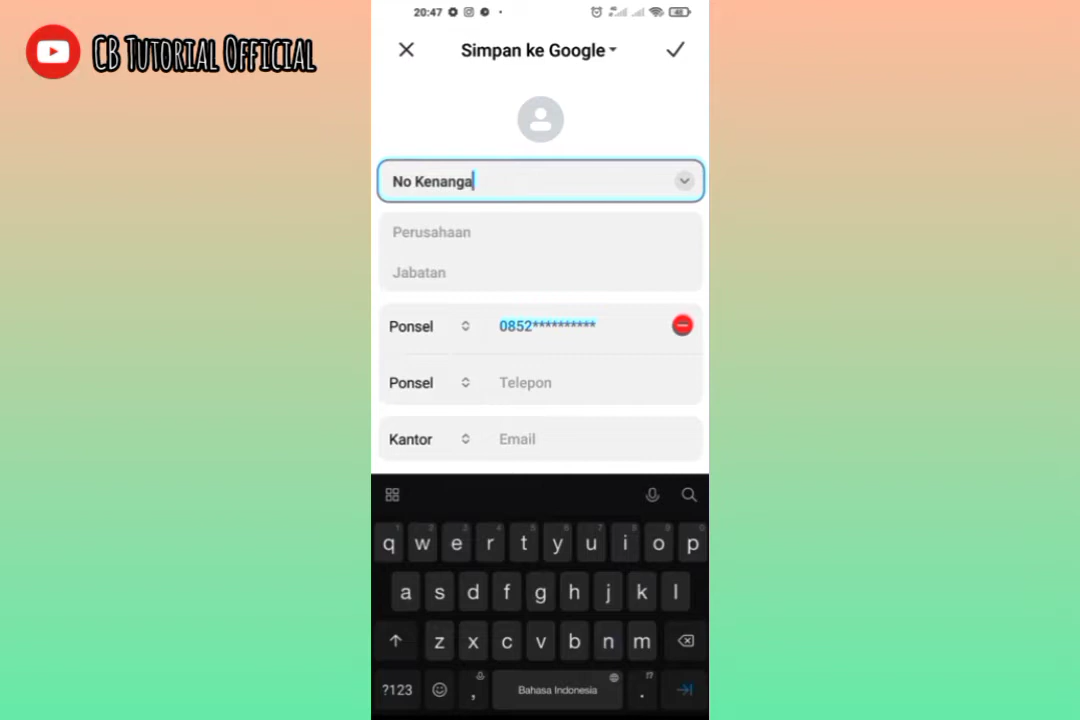 CB TUTORIAL OFFICIAL
20:47
48
Simpan ke Google
No Kenanga
Perusahaan
Jabatan
Ponsel 0852**********
Ponsel Telepon
Kantor Email
q w e r t y u i o p
a s d f g h j k l
z x c v b n m
?123 , Bahasa Indonesia .